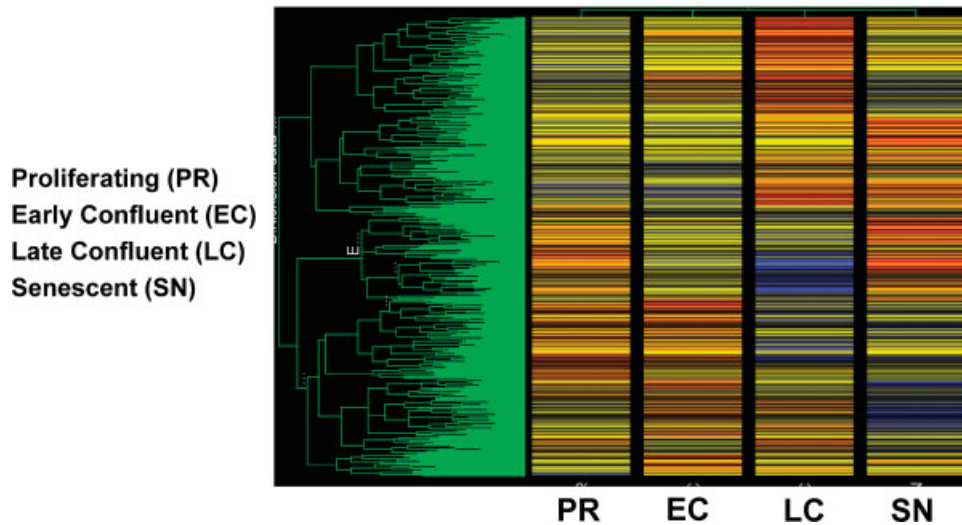 Proliferating (PR)
Early Confluent (EC)
Late Confluent (LC)
Senescent (SN)
E...
PR EC LC SN